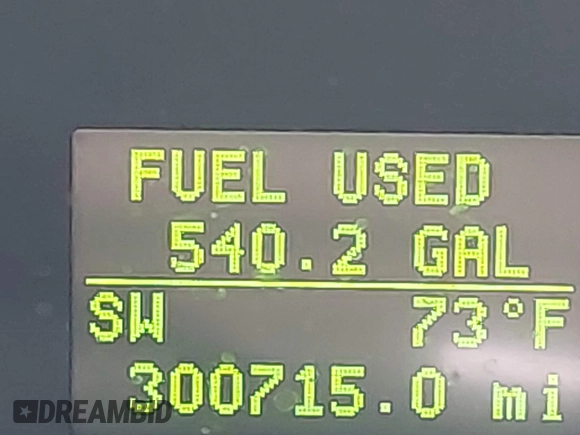 FUEL USED
540.2 GAL
SW 73°F
300715.0 mi
DREAMBID